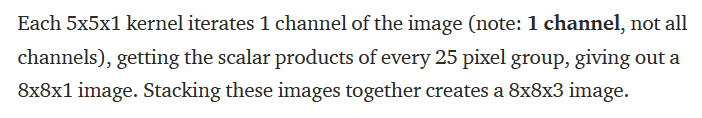 Each 5x5x1 kernel iterates 1 channel of the image (note: 1 channel, not all
channels), getting the scalar products of every 25 pixel group, giving out a
8x8x1 image. Stacking these images together creates a 8x8x3 image.